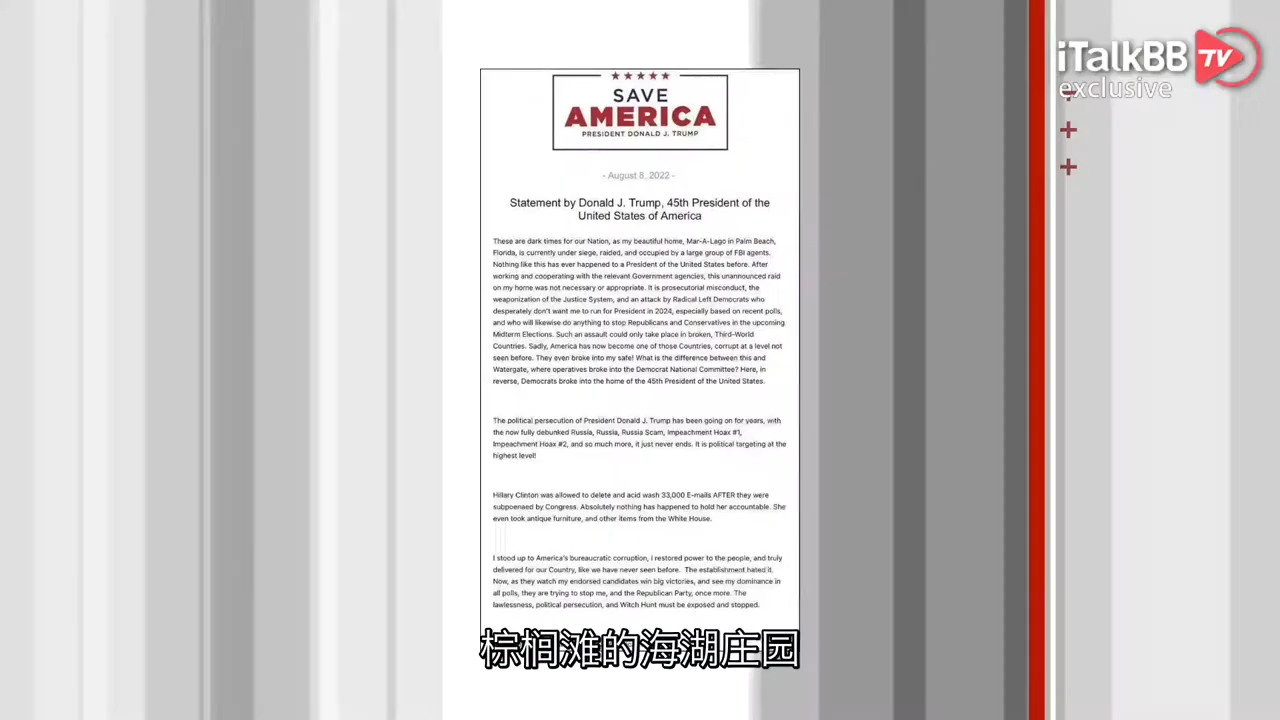 iTalkBB TV
exclusive
SAVE
AMERICA
PRESIDENT DONALD J. TRUMP
- August 8, 2022 -
Statement by Donald J. Trump, 45th President of the
United States of America
These are dark times for our Nation, as my beautiful home, Mar-A-Lago in Palm Beach,
Florida, is currently under siege, raided, and occupied by a large group of FBI agents.
Nothing like this has ever happened to a President of the United States before. After
working and cooperating with the relevant Government agencies, this unannounced raid
on my home was not necessary or appropriate. It is prosecutorial misconduct, the
weaponization of the Justice System, and an attack by Radical Left Democrats who
desperately don't want me to run for President in 2024, especially based on recent polls,
and who will likewise do anything to stop Republicans and Conservatives in the upcoming
Midterm Elections. Such an assault could only take place in broken, Third-World
Countries. Sadly, America has now become one of those Countries, corrupt at a level not
seen before. They even broke into my safe! What is the difference between this and
Watergate, where operatives broke into the Democrat National Committee? Here, in
reverse, Democrats broke into the home of the 45th President of the United States.
The political persecution of President Donald J. Trump has been going on for years, with
the now fully debunked Russia, Russia, Russia Scam, Impeachment Hoax #1,
Impeachment Hoax #2, and so much more, it just never ends. It is political targeting at the
highest level!
Hillary Clinton was allowed to delete and acid wash 33,000 E-mails AFTER they were
subpoenaed by Congress. Absolutely nothing has happened to hold her accountable. She
even took antique furniture, and other items from the White House.
I stood up to America's bureaucratic corruption, I restored power to the people, and truly
delivered for our Country, like we have never seen before. The establishment hated it.
Now, as they watch my endorsed candidates win big victories, and see my dominance in
all polls, they are trying to stop me, and the Republican Party, once more. The
lawlessness, political persecution, and Witch Hunt must be exposed and stopped.
棕榈滩的海湖庄园